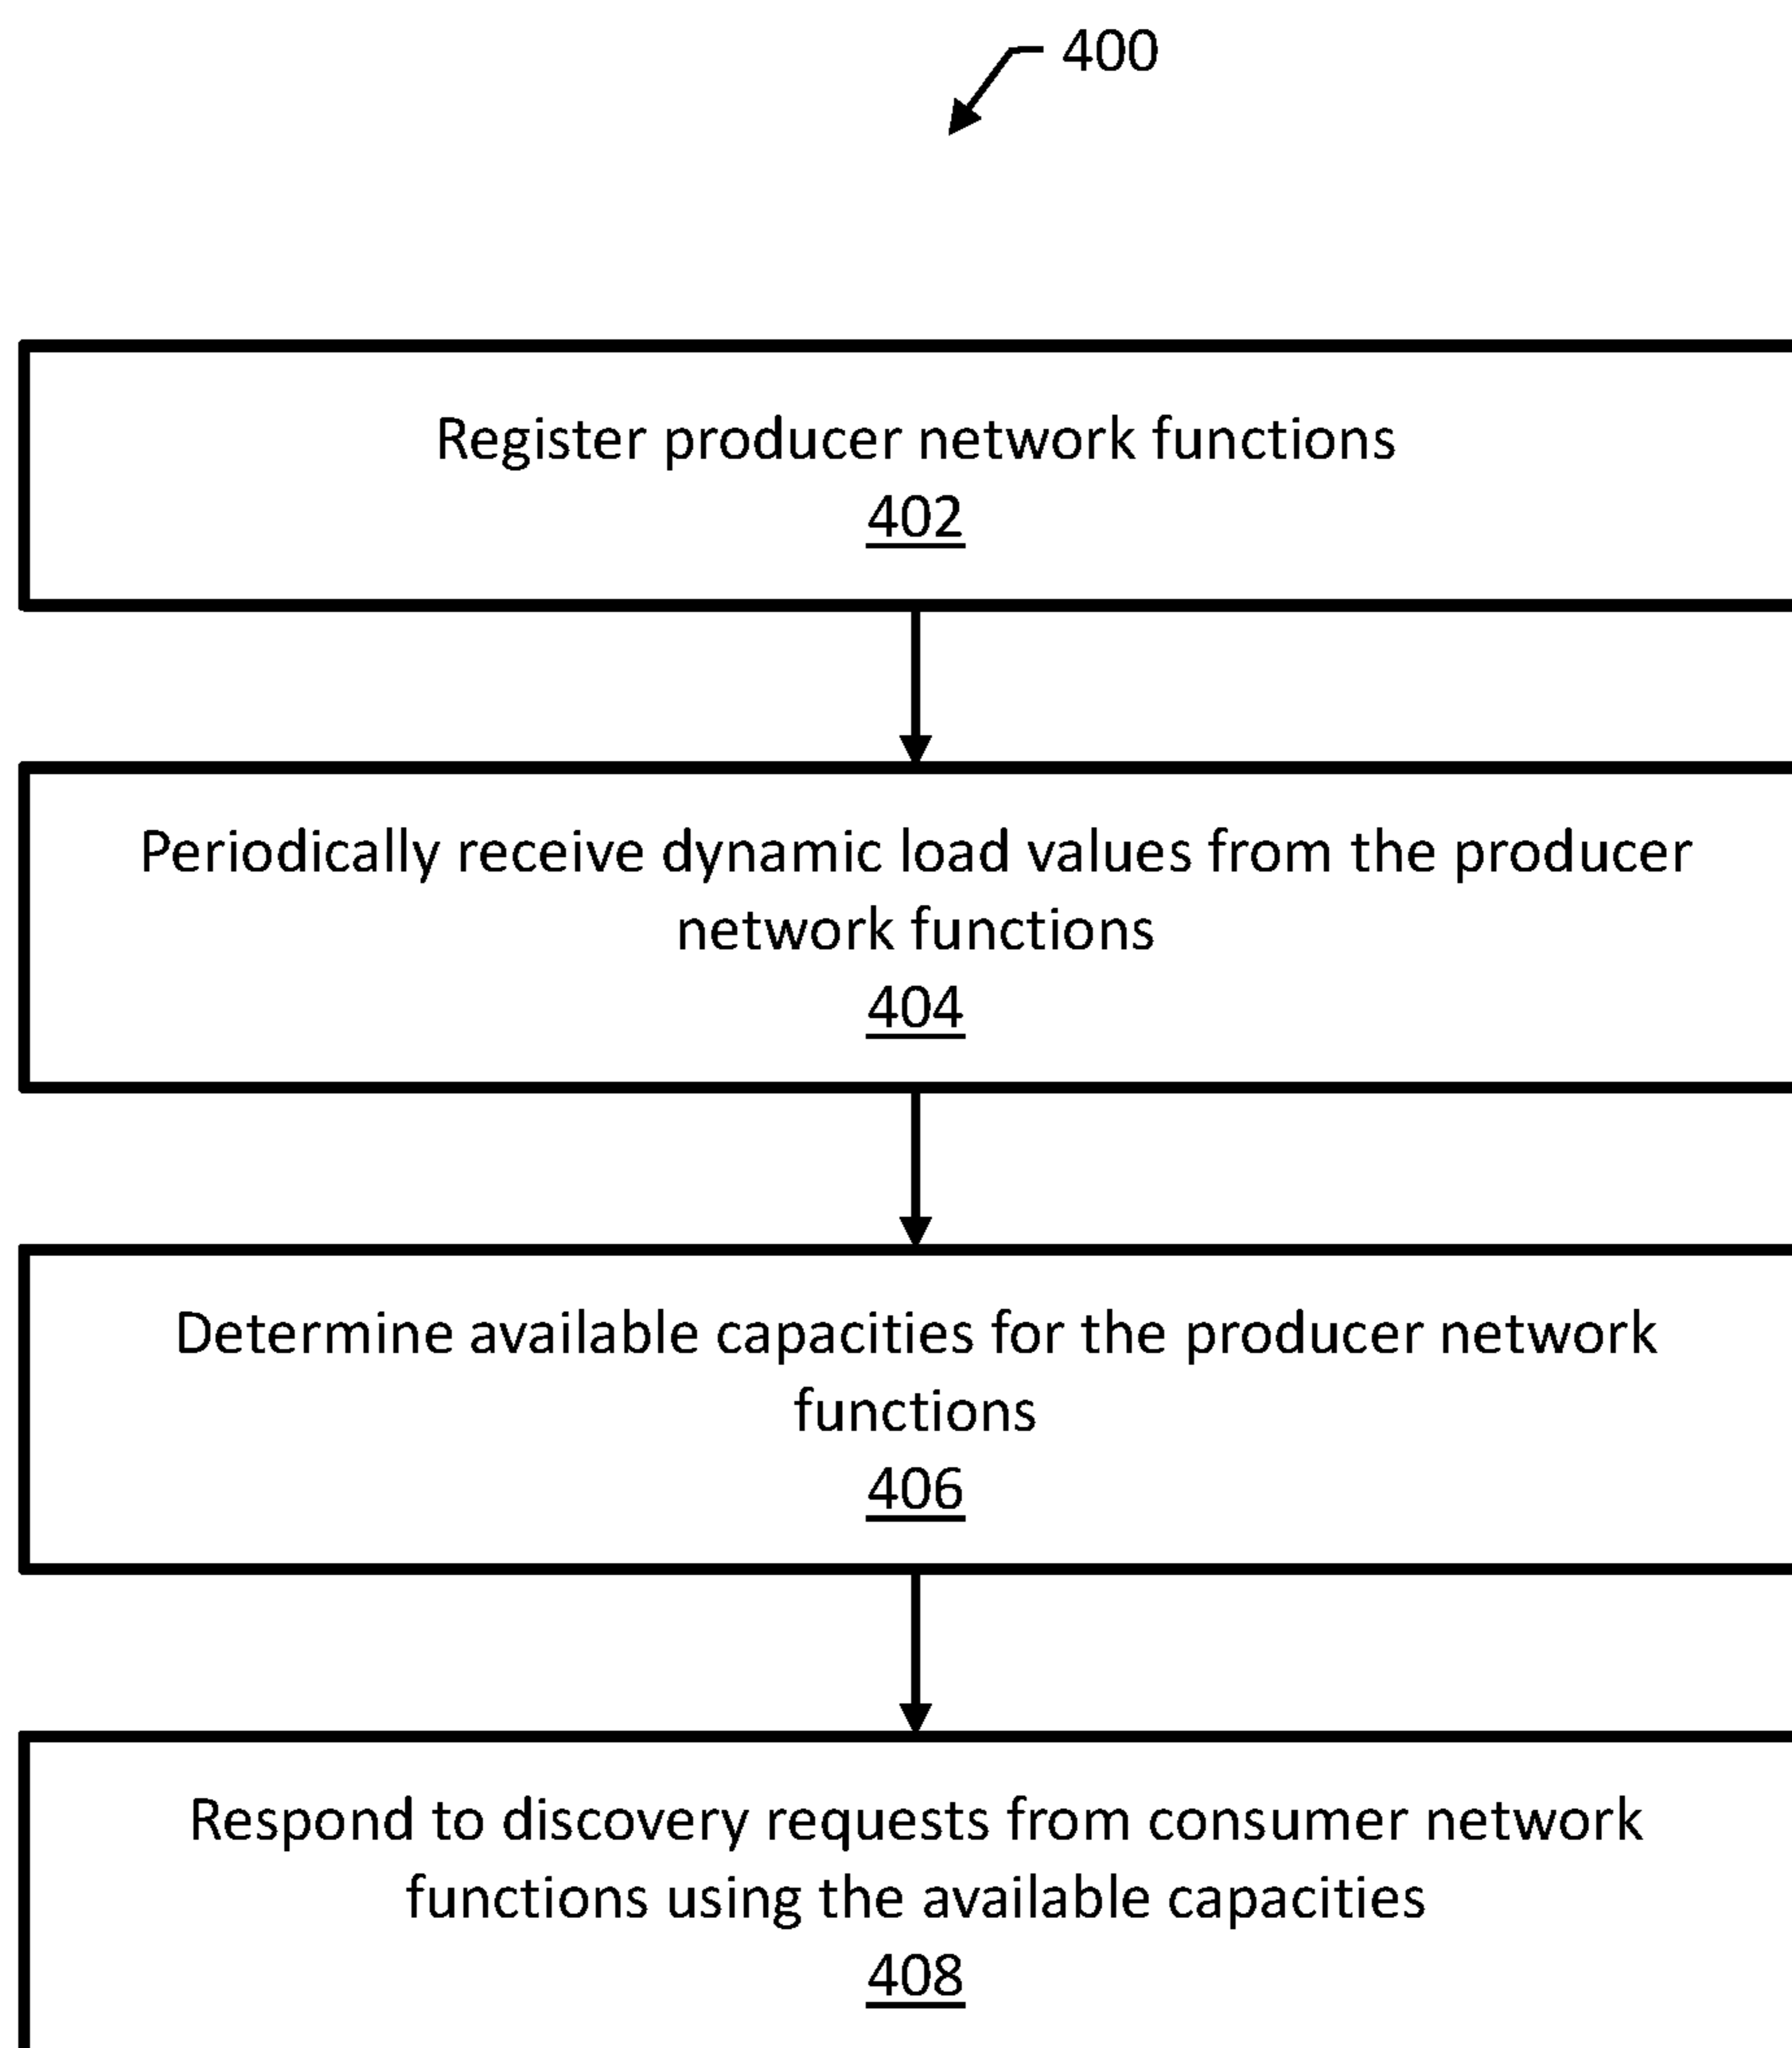 400
Register producer network functions
402
Periodically receive dynamic load values from the producer
network functions
404
Determine available capacities for the producer network
functions
406
Respond to discovery requests from consumer network
functions using the available capacities
408